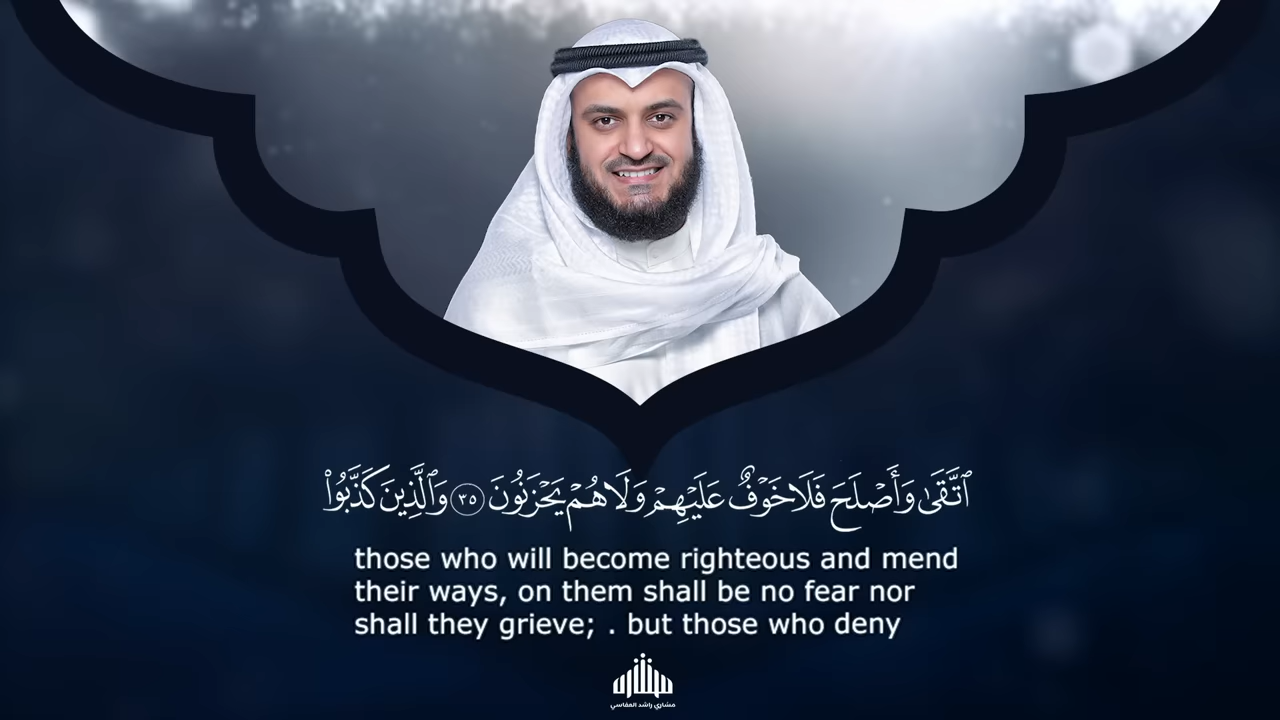 ٱتَّقَىٰ وَأَصْلَحَ فَلَا خَوْفٌ عَلَيْهِمْ وَلَا هُمْ يَحْزَنُونَ ٣٥ وَٱلَّذِينَ كَذَّبُوا۟
those who will become righteous and mend
their ways, on them shall be no fear nor
shall they grieve; . but those who deny
مشاري راشد العفاسي